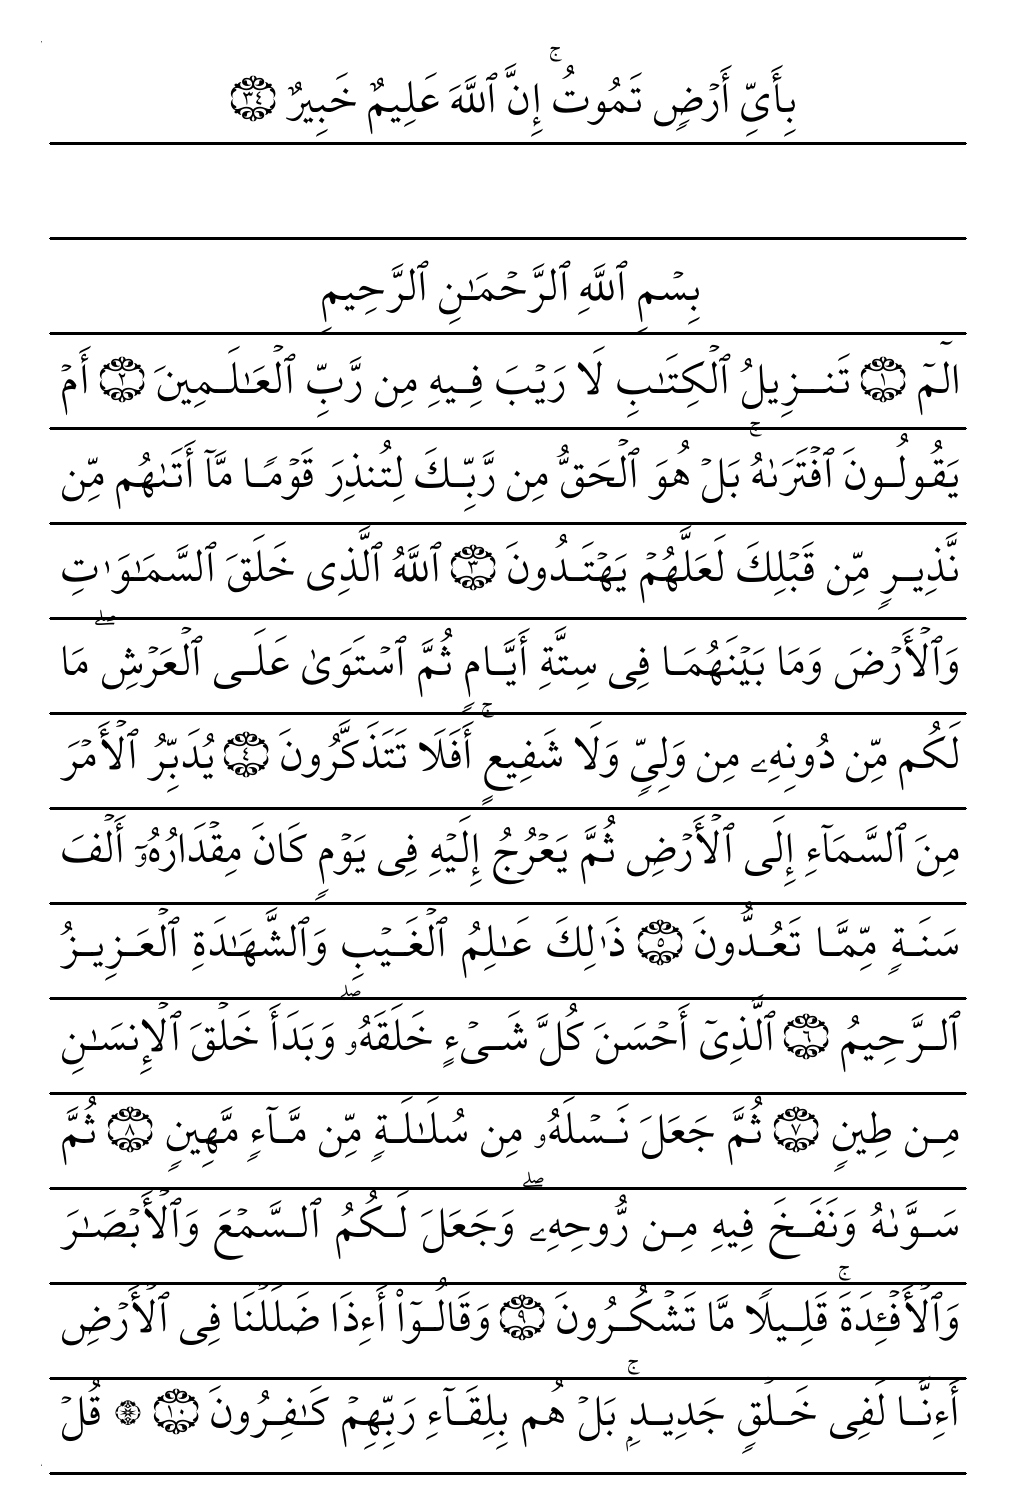 بِأَيِّ أَرۡضٖ تَمُوتُۚ إِنَّ ٱللَّهَ عَلِيمٌ خَبِيرُۢ ٣٤
بِسۡمِ ٱللَّهِ ٱلرَّحۡمَٰنِ ٱلرَّحِيمِ
الٓمٓ ١ تَنزِيلُ ٱلۡكِتَٰبِ لَا رَيۡبَ فِيهِ مِن رَّبِّ ٱلۡعَٰلَمِينَ ٢ أَمۡ
يَقُولُونَ ٱفۡتَرَىٰهُۚ بَلۡ هُوَ ٱلۡحَقُّ مِن رَّبِّكَ لِتُنذِرَ قَوۡمٗا مَّآ أَتَىٰهُم مِّن
نَّذِيرٖ مِّن قَبۡلِكَ لَعَلَّهُمۡ يَهۡتَدُونَ ٣ ٱللَّهُ ٱلَّذِي خَلَقَ ٱلسَّمَٰوَٰتِ
وَٱلۡأَرۡضَ وَمَا بَيۡنَهُمَا فِي سِتَّةِ أَيَّامٖ ثُمَّ ٱسۡتَوَىٰ عَلَى ٱلۡعَرۡشِۖ مَا
لَكُم مِّن دُونِهِۦ مِن وَلِيّٖ وَلَا شَفِيعٍۚ أَفَلَا تَتَذَكَّرُونَ ٤ يُدَبِّرُ ٱلۡأَمۡرَ
مِنَ ٱلسَّمَآءِ إِلَى ٱلۡأَرۡضِ ثُمَّ يَعۡرُجُ إِلَيۡهِ فِي يَوۡمٖ كَانَ مِقۡدَارُهُۥٓ أَلۡفَ
سَنَةٖ مِّمَّا تَعُدُّونَ ٥ ذَٰلِكَ عَٰلِمُ ٱلۡغَيۡبِ وَٱلشَّهَٰدَةِ ٱلۡعَزِيزُ
ٱلرَّحِيمُ ٦ ٱلَّذِيٓ أَحۡسَنَ كُلَّ شَيۡءٍ خَلَقَهُۥۖ وَبَدَأَ خَلۡقَ ٱلۡإِنسَٰنِ
مِن طِينٖ ٧ ثُمَّ جَعَلَ نَسۡلَهُۥ مِن سُلَٰلَةٖ مِّن مَّآءٖ مَّهِينٖ ٨ ثُمَّ
سَوَّىٰهُ وَنَفَخَ فِيهِ مِن رُّوحِهِۦۖ وَجَعَلَ لَكُمُ ٱلسَّمۡعَ وَٱلۡأَبۡصَٰرَ
وَٱلۡأَفۡـِٔدَةَۚ قَلِيلٗا مَّا تَشۡكُرُونَ ٩ وَقَالُوٓاْ أَءِذَا ضَلَلۡنَا فِي ٱلۡأَرۡضِ
أَءِنَّا لَفِي خَلۡقٖ جَدِيدِۭۚ بَلۡ هُم بِلِقَآءِ رَبِّهِمۡ كَٰفِرُونَ ١٠ ۞ قُلۡ